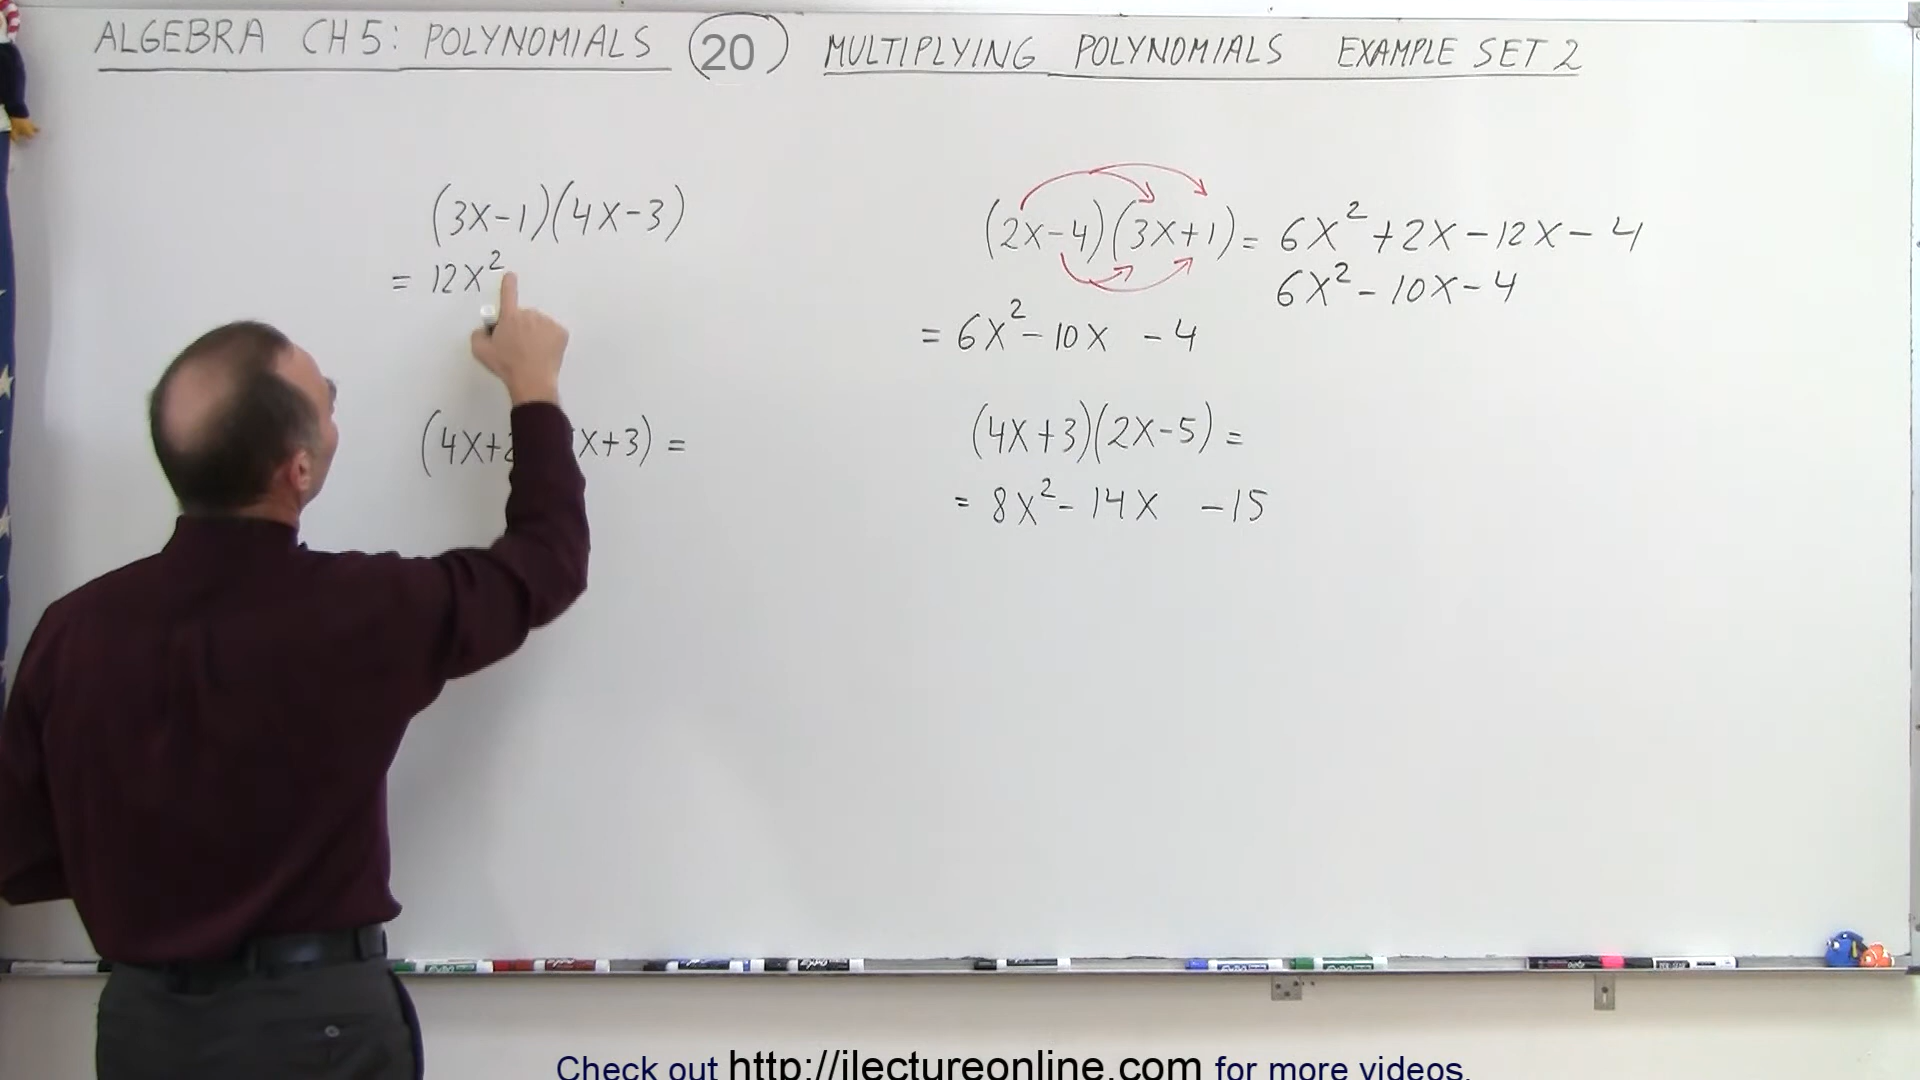 ALGEBRA CH 5: POLYNOMIALS 20 MULTIPLYING POLYNOMIALS EXAMPLE SET 2
(3X-1)(4X-3)
= 12X²
(4X+ X+3) =
(2X-4)(3X+1) = 6X²+2X-12X-4
6X²-10X-4
= 6X²-10X -4
(4X+3)(2X-5) =
= 8X²-14X -15
Check out http://ilectureonline.com for more videos.